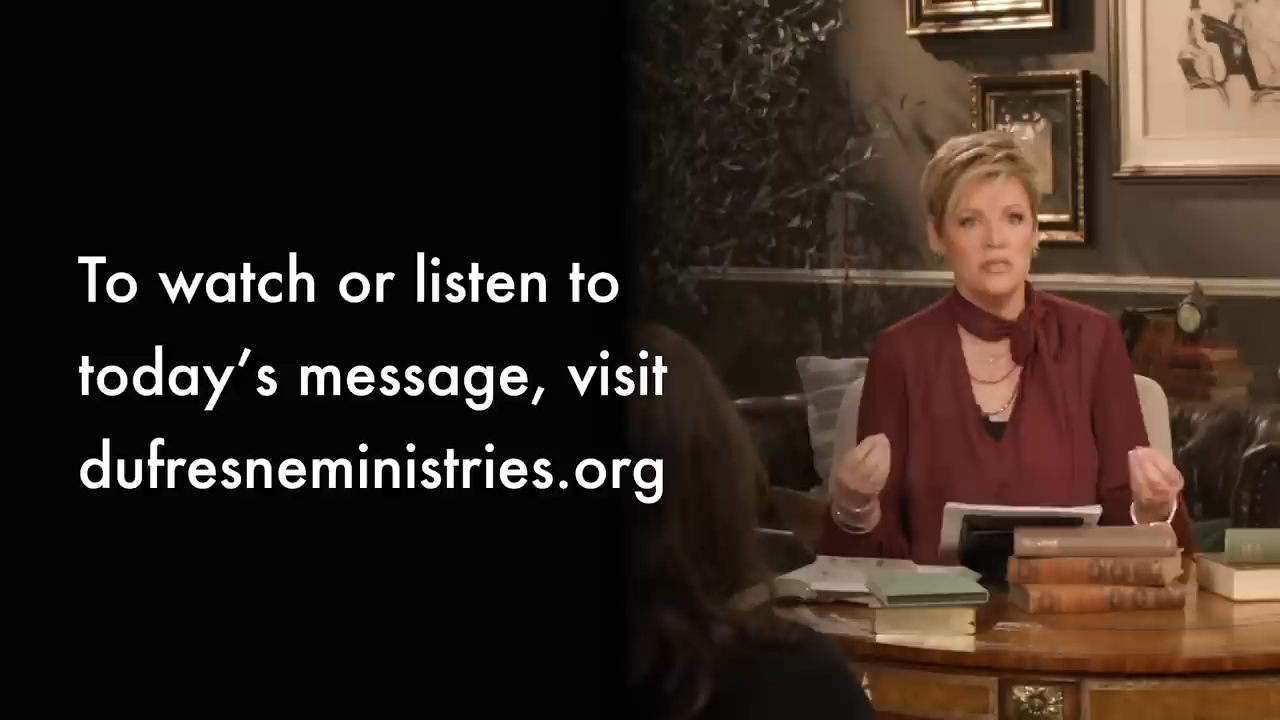 To watch or listen to
today’s message, visit
dufresneministries.org